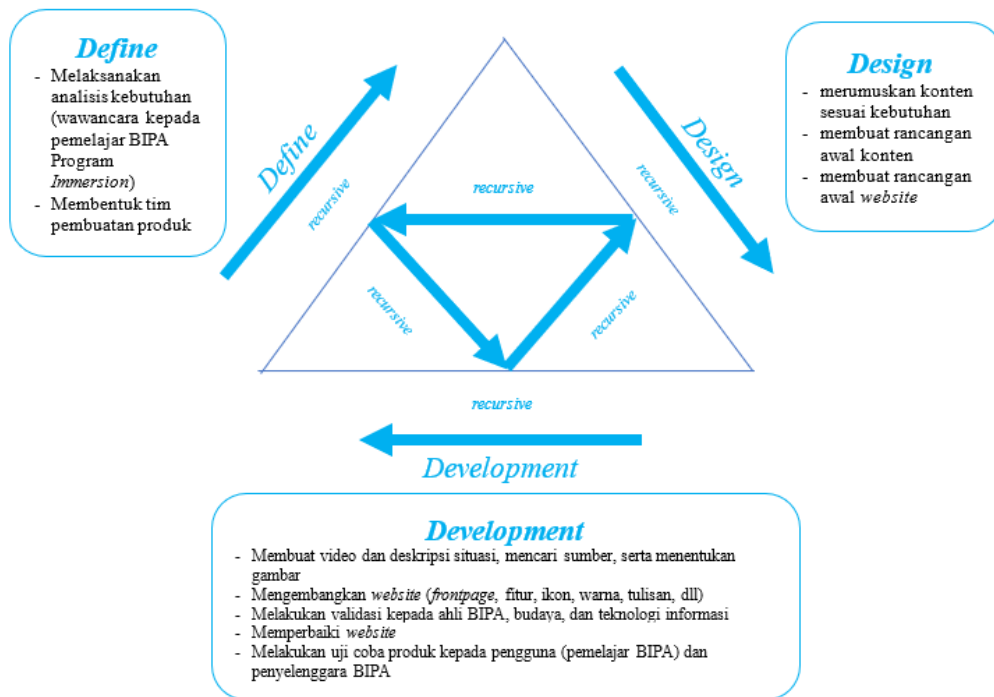 Define
- Melaksanakan
analisis kebutuhan
(wawancara kepada
pemelajar BIPA
Program
Immersion)
- Membentuk tim
pembuatan produk
Define
recursive
recursive
recursive
recursive
recursive
Design
Design
- merumuskan konten
sesuai kebutuhan
- membuat rancangan
awal konten
- membuat rancangan
awal website
recursive
Development
Development
- Membuat video dan deskripsi situasi, mencari sumber, serta menentukan
gambar
- Mengembangkan website (frontpage, fitur, ikon, warna, tulisan, dll)
- Melakukan validasi kepada ahli BIPA, budaya, dan teknologi informasi
- Memperbaiki website
- Melakukan uji coba produk kepada pengguna (pemelajar BIPA) dan
penyelenggara BIPA